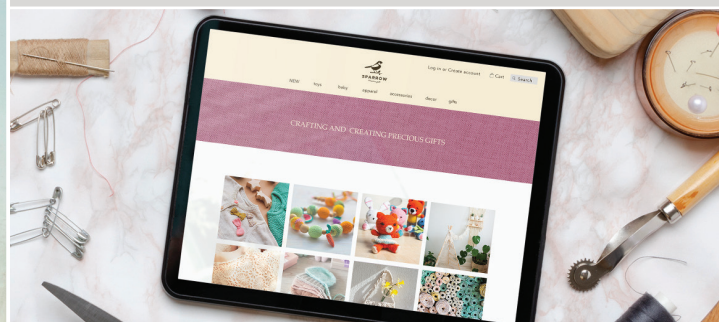 Log in or Create account Cart Search
SPARROW
NEW! toys baby apparel accessories decor gifts
CRAFTING AND CREATING PRECIOUS GIFTS